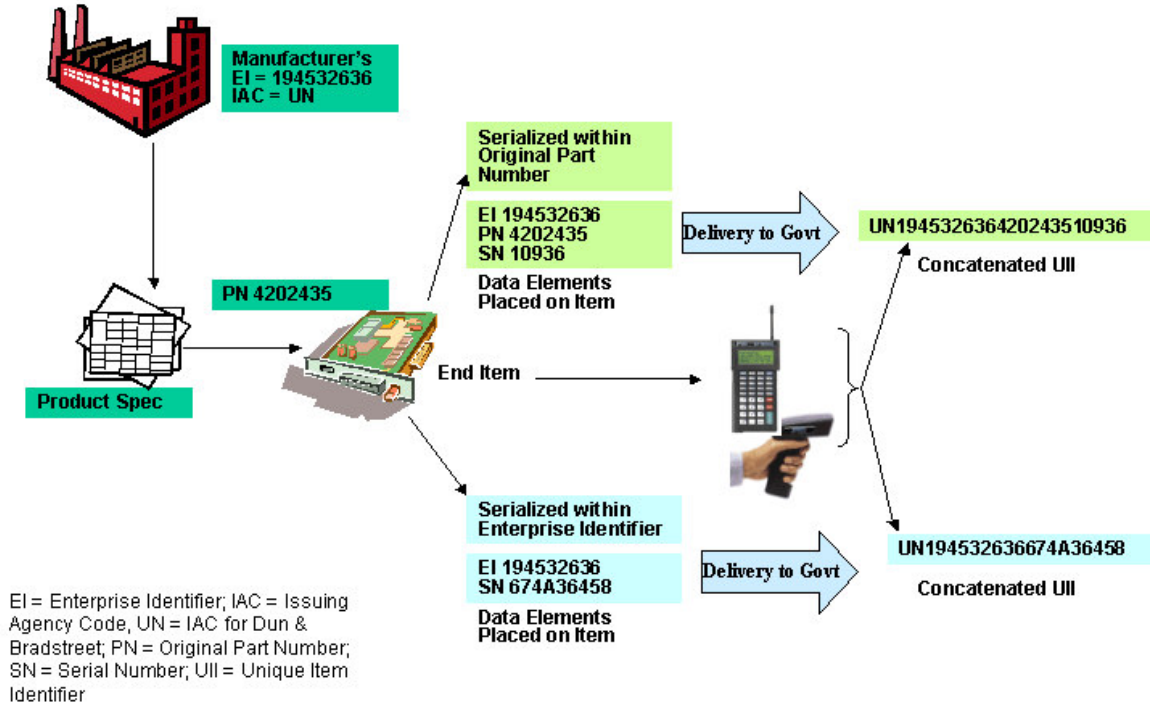 Manufacturer's
EI = 194532636
IAC = UN
Serialized within
Original Part
Number
EI 194532636
PN 4202435
SN 10936
Data Elements
Placed on Item
Delivery to Govt
UN194532636420243510936
Concatenated UII
PN 4202435
End Item
Product Spec
Serialized within
Enterprise Identifier
EI 194532636
SN 674A36458
Data Elements
Placed on Item
Delivery to Govt
UN194532636674A36458
Concatenated UII
EI = Enterprise Identifier; IAC = Issuing
Agency Code, UN = IAC for Dun &
Bradstreet; PN = Original Part Number;
SN = Serial Number; UII = Unique Item
Identifier